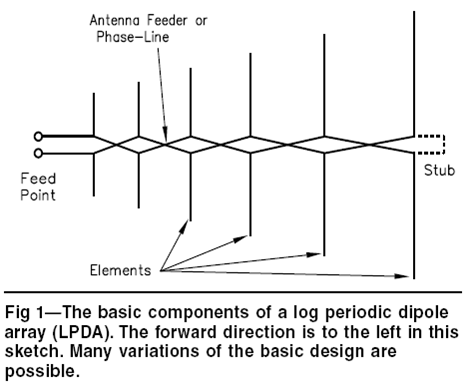 Antenna Feeder or
Phase-Line
Feed
Point
Stub
Elements
Fig 1—The basic components of a log periodic dipole
array (LPDA). The forward direction is to the left in this
sketch. Many variations of the basic design are
possible.